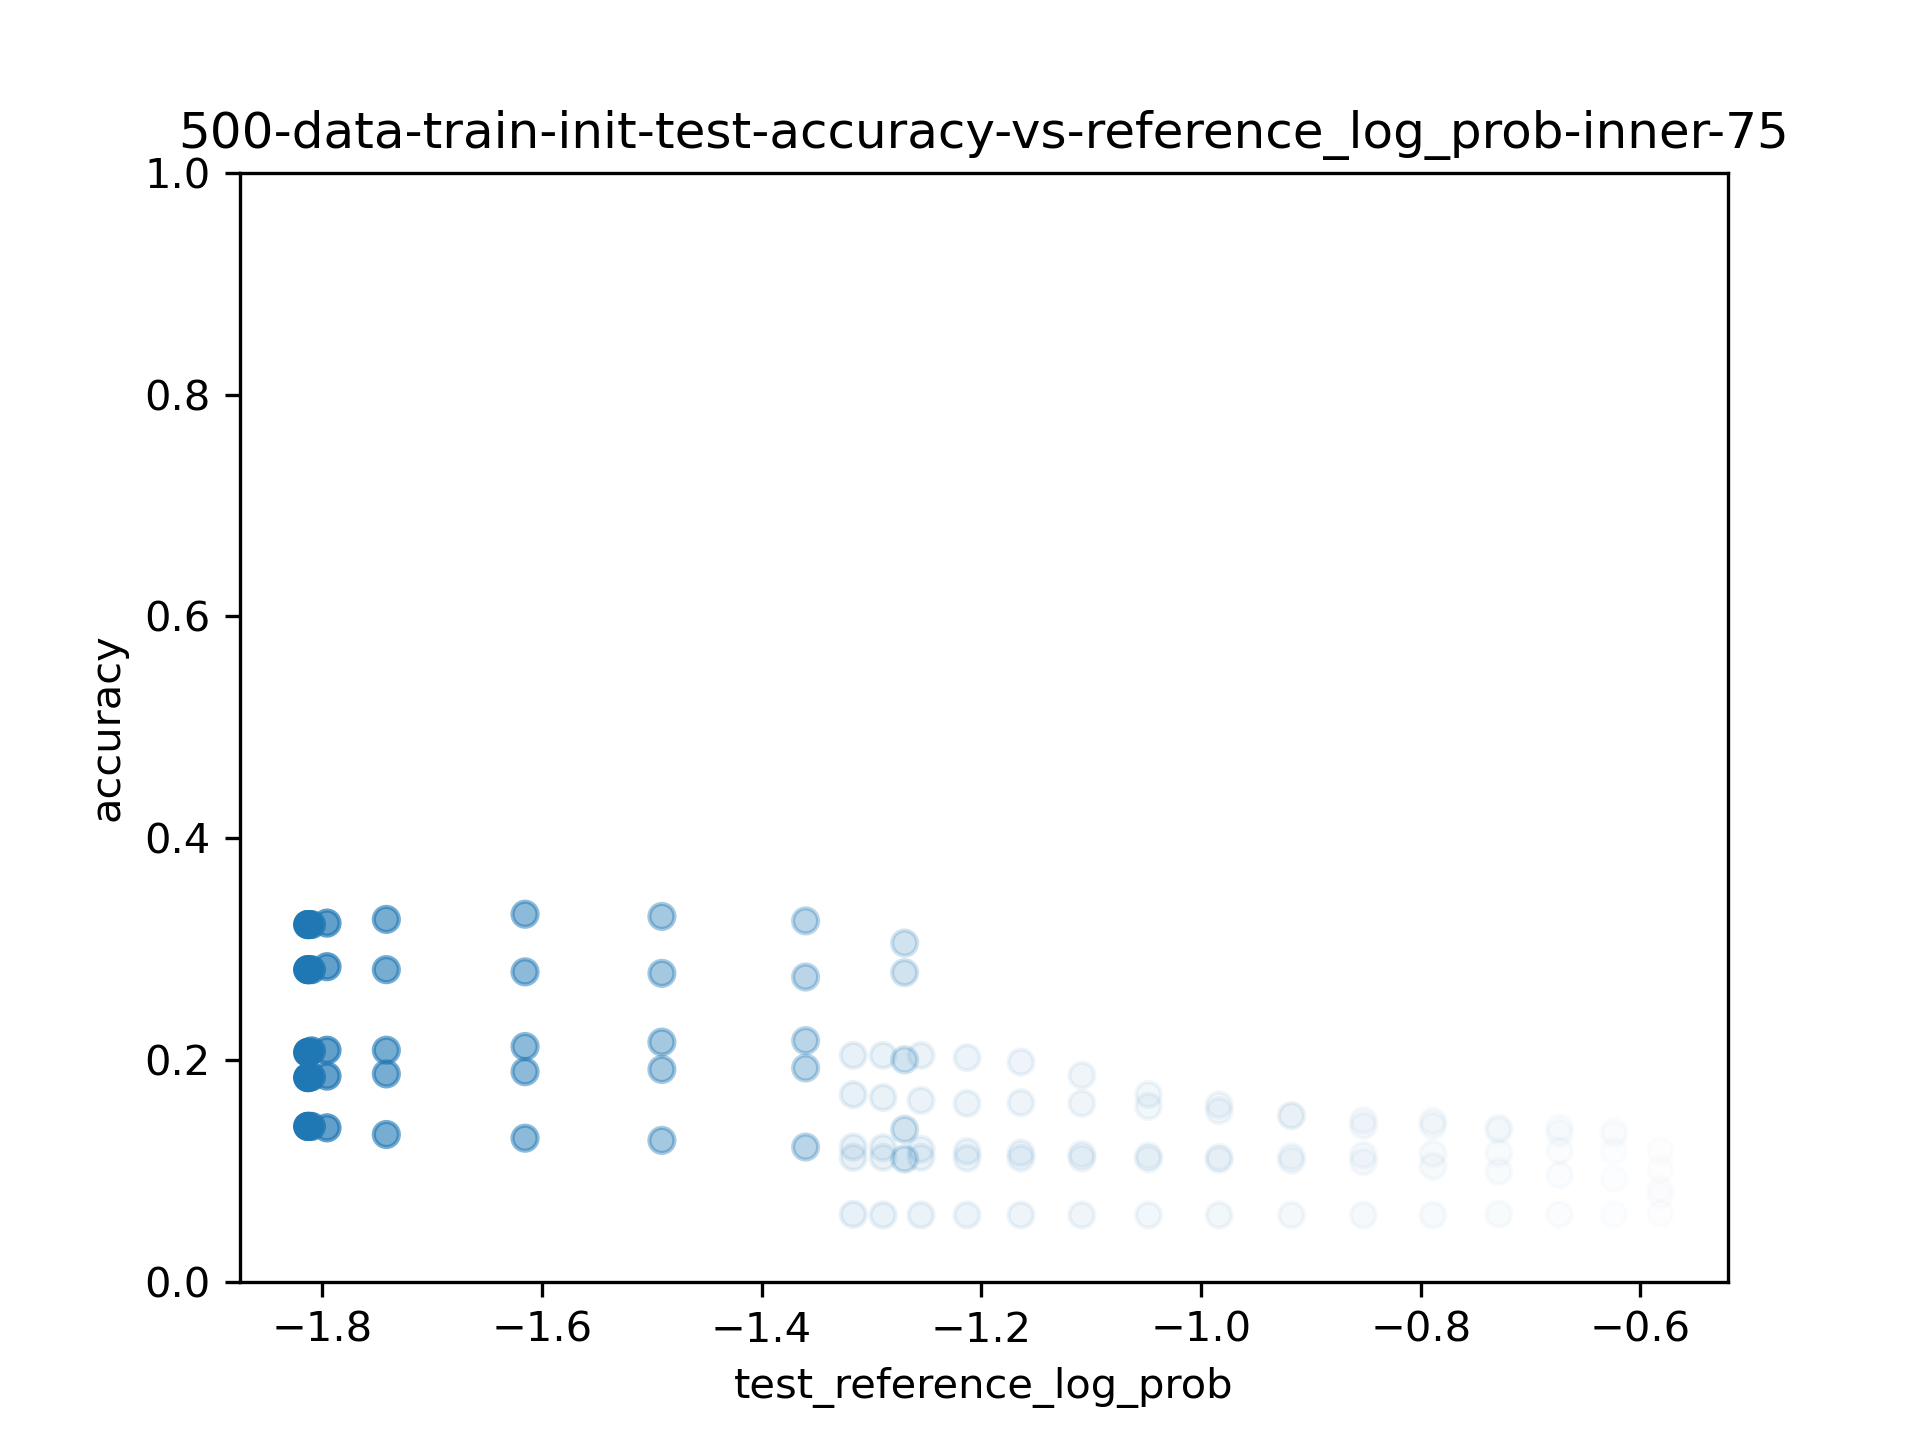 500-data-train-init-test-accuracy-vs-reference_log_prob-inner-75
1.0
0.8
0.6
0.4
0.2
0.0
accuracy
−1.8 −1.6 −1.4 −1.2 −1.0 −0.8 −0.6
test_reference_log_prob